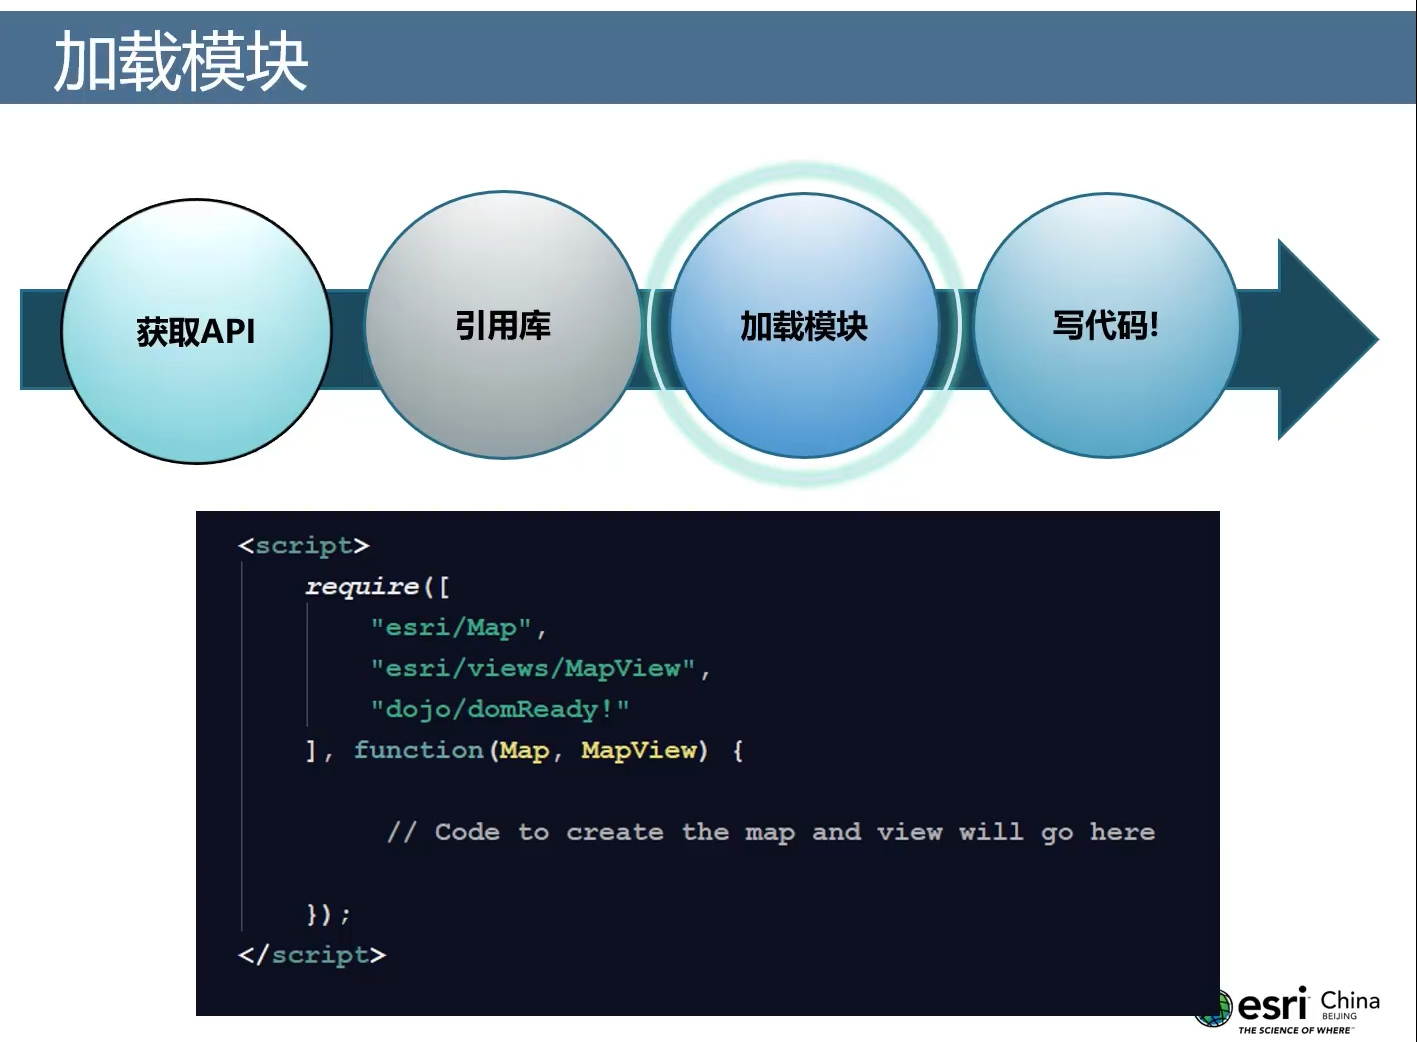 加载模块
获取API
引用库
加载模块
写代码!
<script>
require([
"esri/Map",
"esri/views/MapView",
"dojo/domReady!"
], function(Map, MapView) {
// Code to create the map and view will go here
});
</script>
esri China
BEIJING
THE SCIENCE OF WHERE™